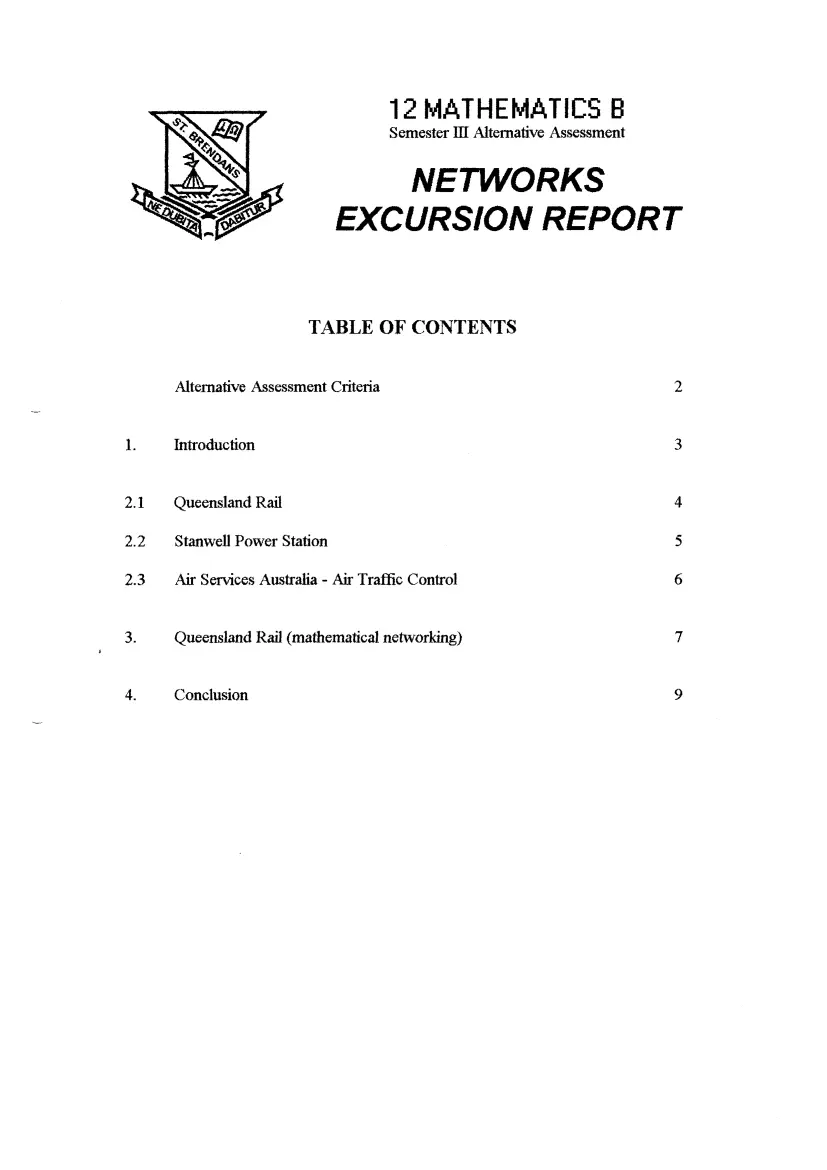 12 MATHEMATICS B
Semester III Alternative Assessment
ST. BRENDANS
NE DUBITA DABITUR
NETWORKS
EXCURSION REPORT
TABLE OF CONTENTS
Alternative Assessment Criteria 2
1. Introduction 3
2.1 Queensland Rail 4
2.2 Stanwell Power Station 5
2.3 Air Services Australia - Air Traffic Control 6
3. Queensland Rail (mathematical networking) 7
4. Conclusion 9